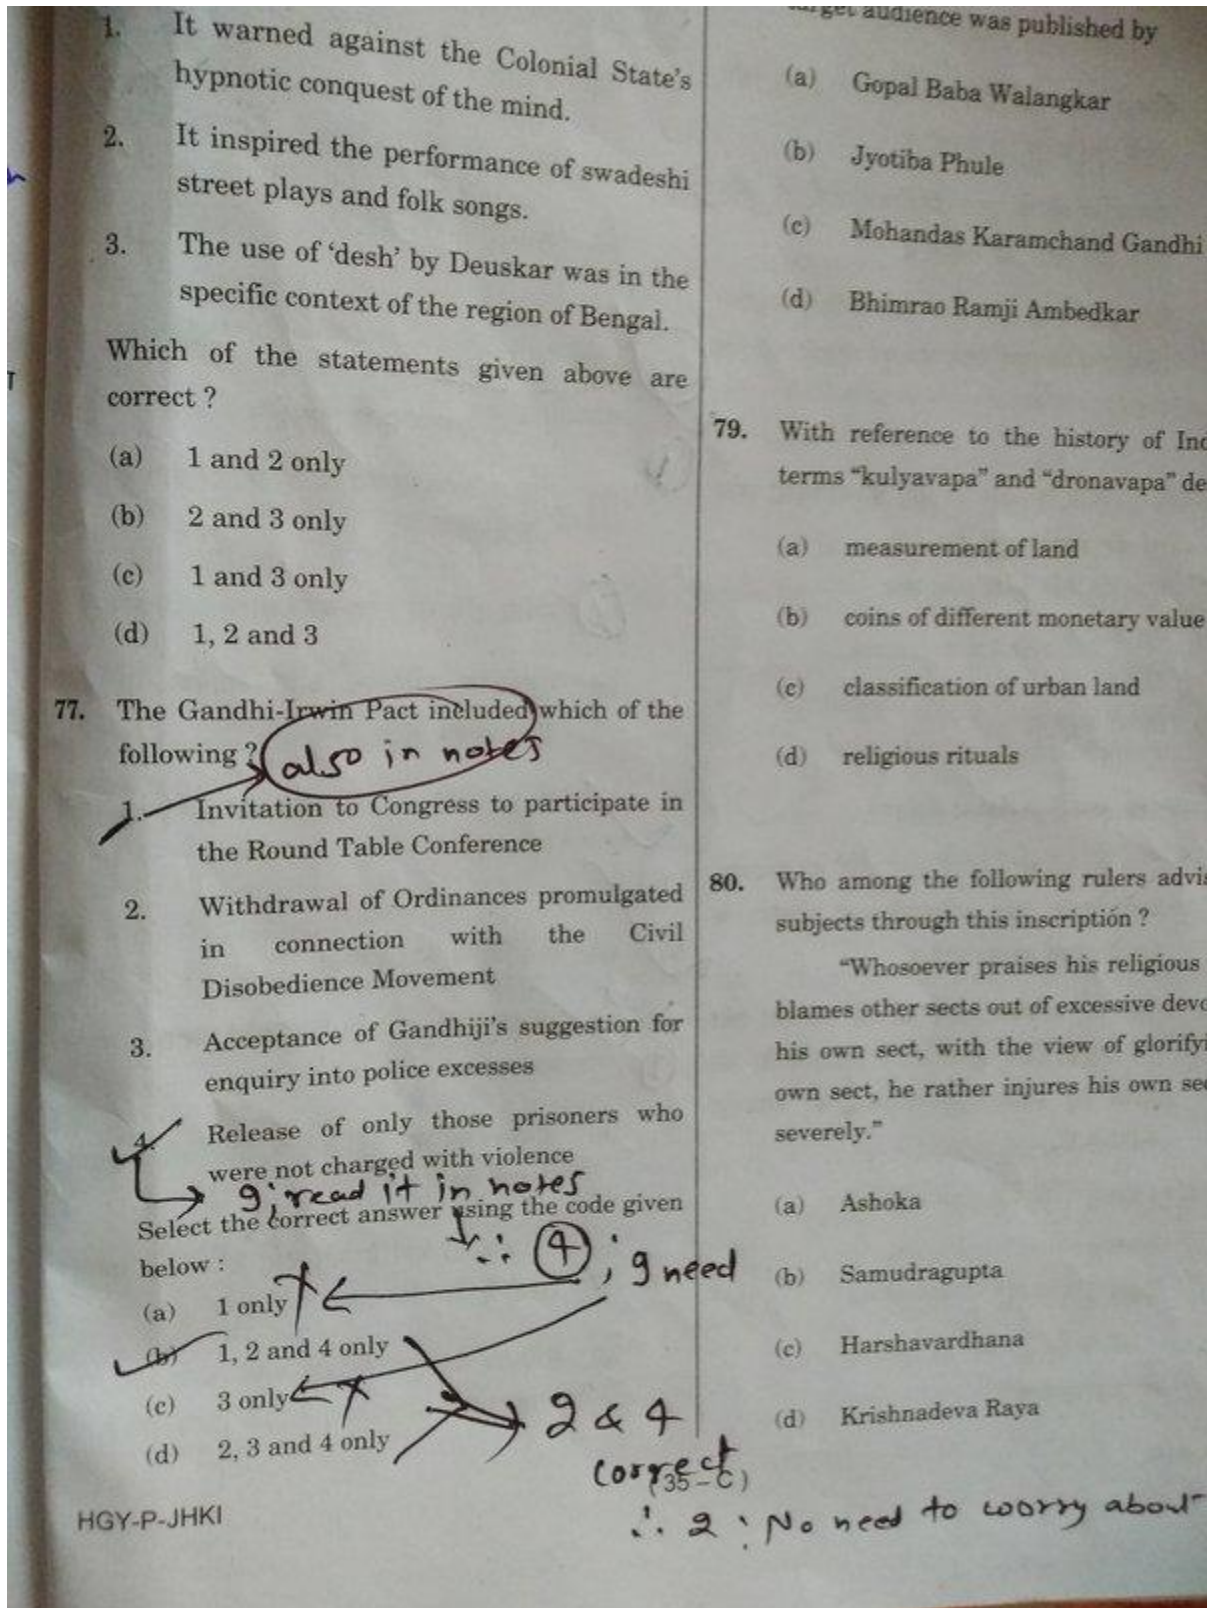 1. It warned against the Colonial State's
hypnotic conquest of the mind.
2. It inspired the performance of swadeshi
street plays and folk songs.
3. The use of 'desh' by Deuskar was in the
specific context of the region of Bengal.
Which of the statements given above are
correct ?
(a) 1 and 2 only
(b) 2 and 3 only
(c) 1 and 3 only
(d) 1, 2 and 3
77. The Gandhi-Irwin Pact included which of the
following ?
also in notes
1. Invitation to Congress to participate in
the Round Table Conference
2. Withdrawal of Ordinances promulgated
in connection with the Civil
Disobedience Movement
3. Acceptance of Gandhiji's suggestion for
enquiry into police excesses
4. Release of only those prisoners who
were not charged with violence
read it in notes
Select the correct answer using the code given
below :
∴ 4 ; need
(a) 1 only
(b) 1, 2 and 4 only
(c) 3 only
(d) 2, 3 and 4 only
2 & 4
correct
∴ 2 : No need to worry about
HGY-P-JHKI
(35–C)
audience was published by
(a) Gopal Baba Walangkar
(b) Jyotiba Phule
(c) Mohandas Karamchand Gandhi
(d) Bhimrao Ramji Ambedkar
79. With reference to the history of
terms "kulyavapa" and "dronavapa"
(a) measurement of land
(b) coins of different monetary value
(c) classification of urban land
(d) religious rituals
80. Who among the following rulers
subjects through this inscription ?
"Whosoever praises his religious
blames other sects out of excessive
his own sect, with the view of
own sect, he rather injures his own
severely."
(a) Ashoka
(b) Samudragupta
(c) Harshavardhana
(d) Krishnadeva Raya